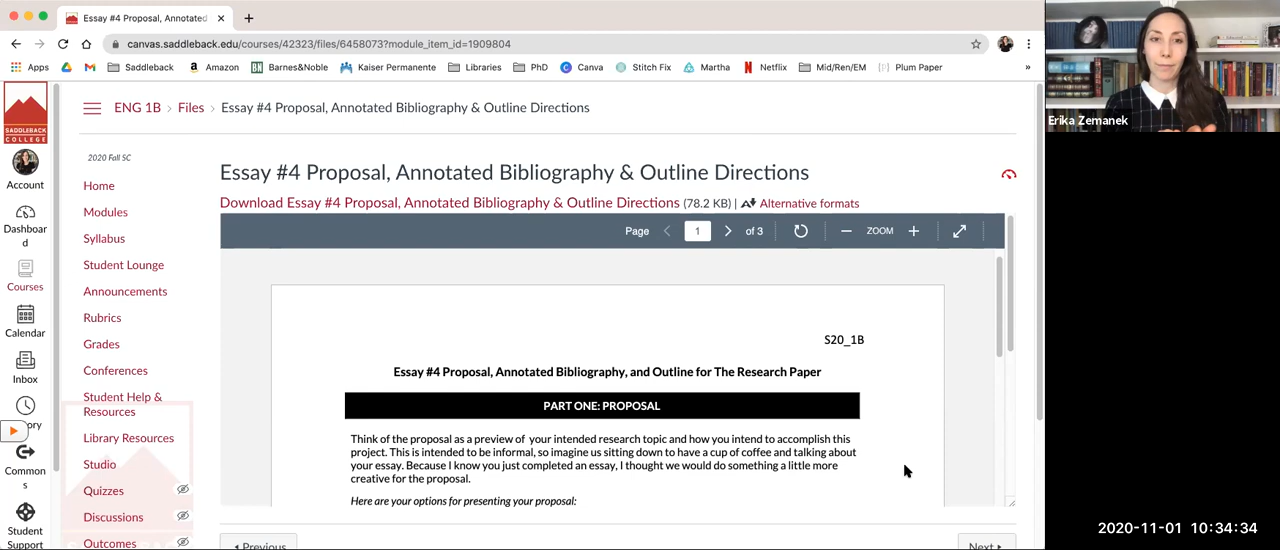 Essay #4 Proposal, Annotated
canvas.saddleback.edu/courses/42323/files/6458073?module_item_id=1909804
Apps Saddleback Amazon Barnes&Noble Kaiser Permanente Libraries PhD Canva Stitch Fix Martha Netflix Mid/Ren/EM Plum Paper »
Erika Zemanek
SADDLEBACK
COLLEGE
Account
Dashboar
d
Courses
Calendar
Inbox
ory
Common
s
Student
Support
ENG 1B > Files > Essay #4 Proposal, Annotated Bibliography & Outline Directions
2020 Fall SC
Home
Modules
Syllabus
Student Lounge
Announcements
Rubrics
Grades
Conferences
Student Help &
Resources
Library Resources
Studio
Quizzes
Discussions
Outcomes
Essay #4 Proposal, Annotated Bibliography & Outline Directions
Download Essay #4 Proposal, Annotated Bibliography & Outline Directions (78.2 KB) | Alternative formats
Page 1 of 3 ZOOM
S20_1B
Essay #4 Proposal, Annotated Bibliography, and Outline for The Research Paper
PART ONE: PROPOSAL
Think of the proposal as a preview of your intended research topic and how you intend to accomplish this
project. This is intended to be informal, so imagine us sitting down to have a cup of coffee and talking about
your essay. Because I know you just completed an essay, I thought we would do something a little more
creative for the proposal.
Here are your options for presenting your proposal:
Previous
Next
2020-11-01 10:34:34